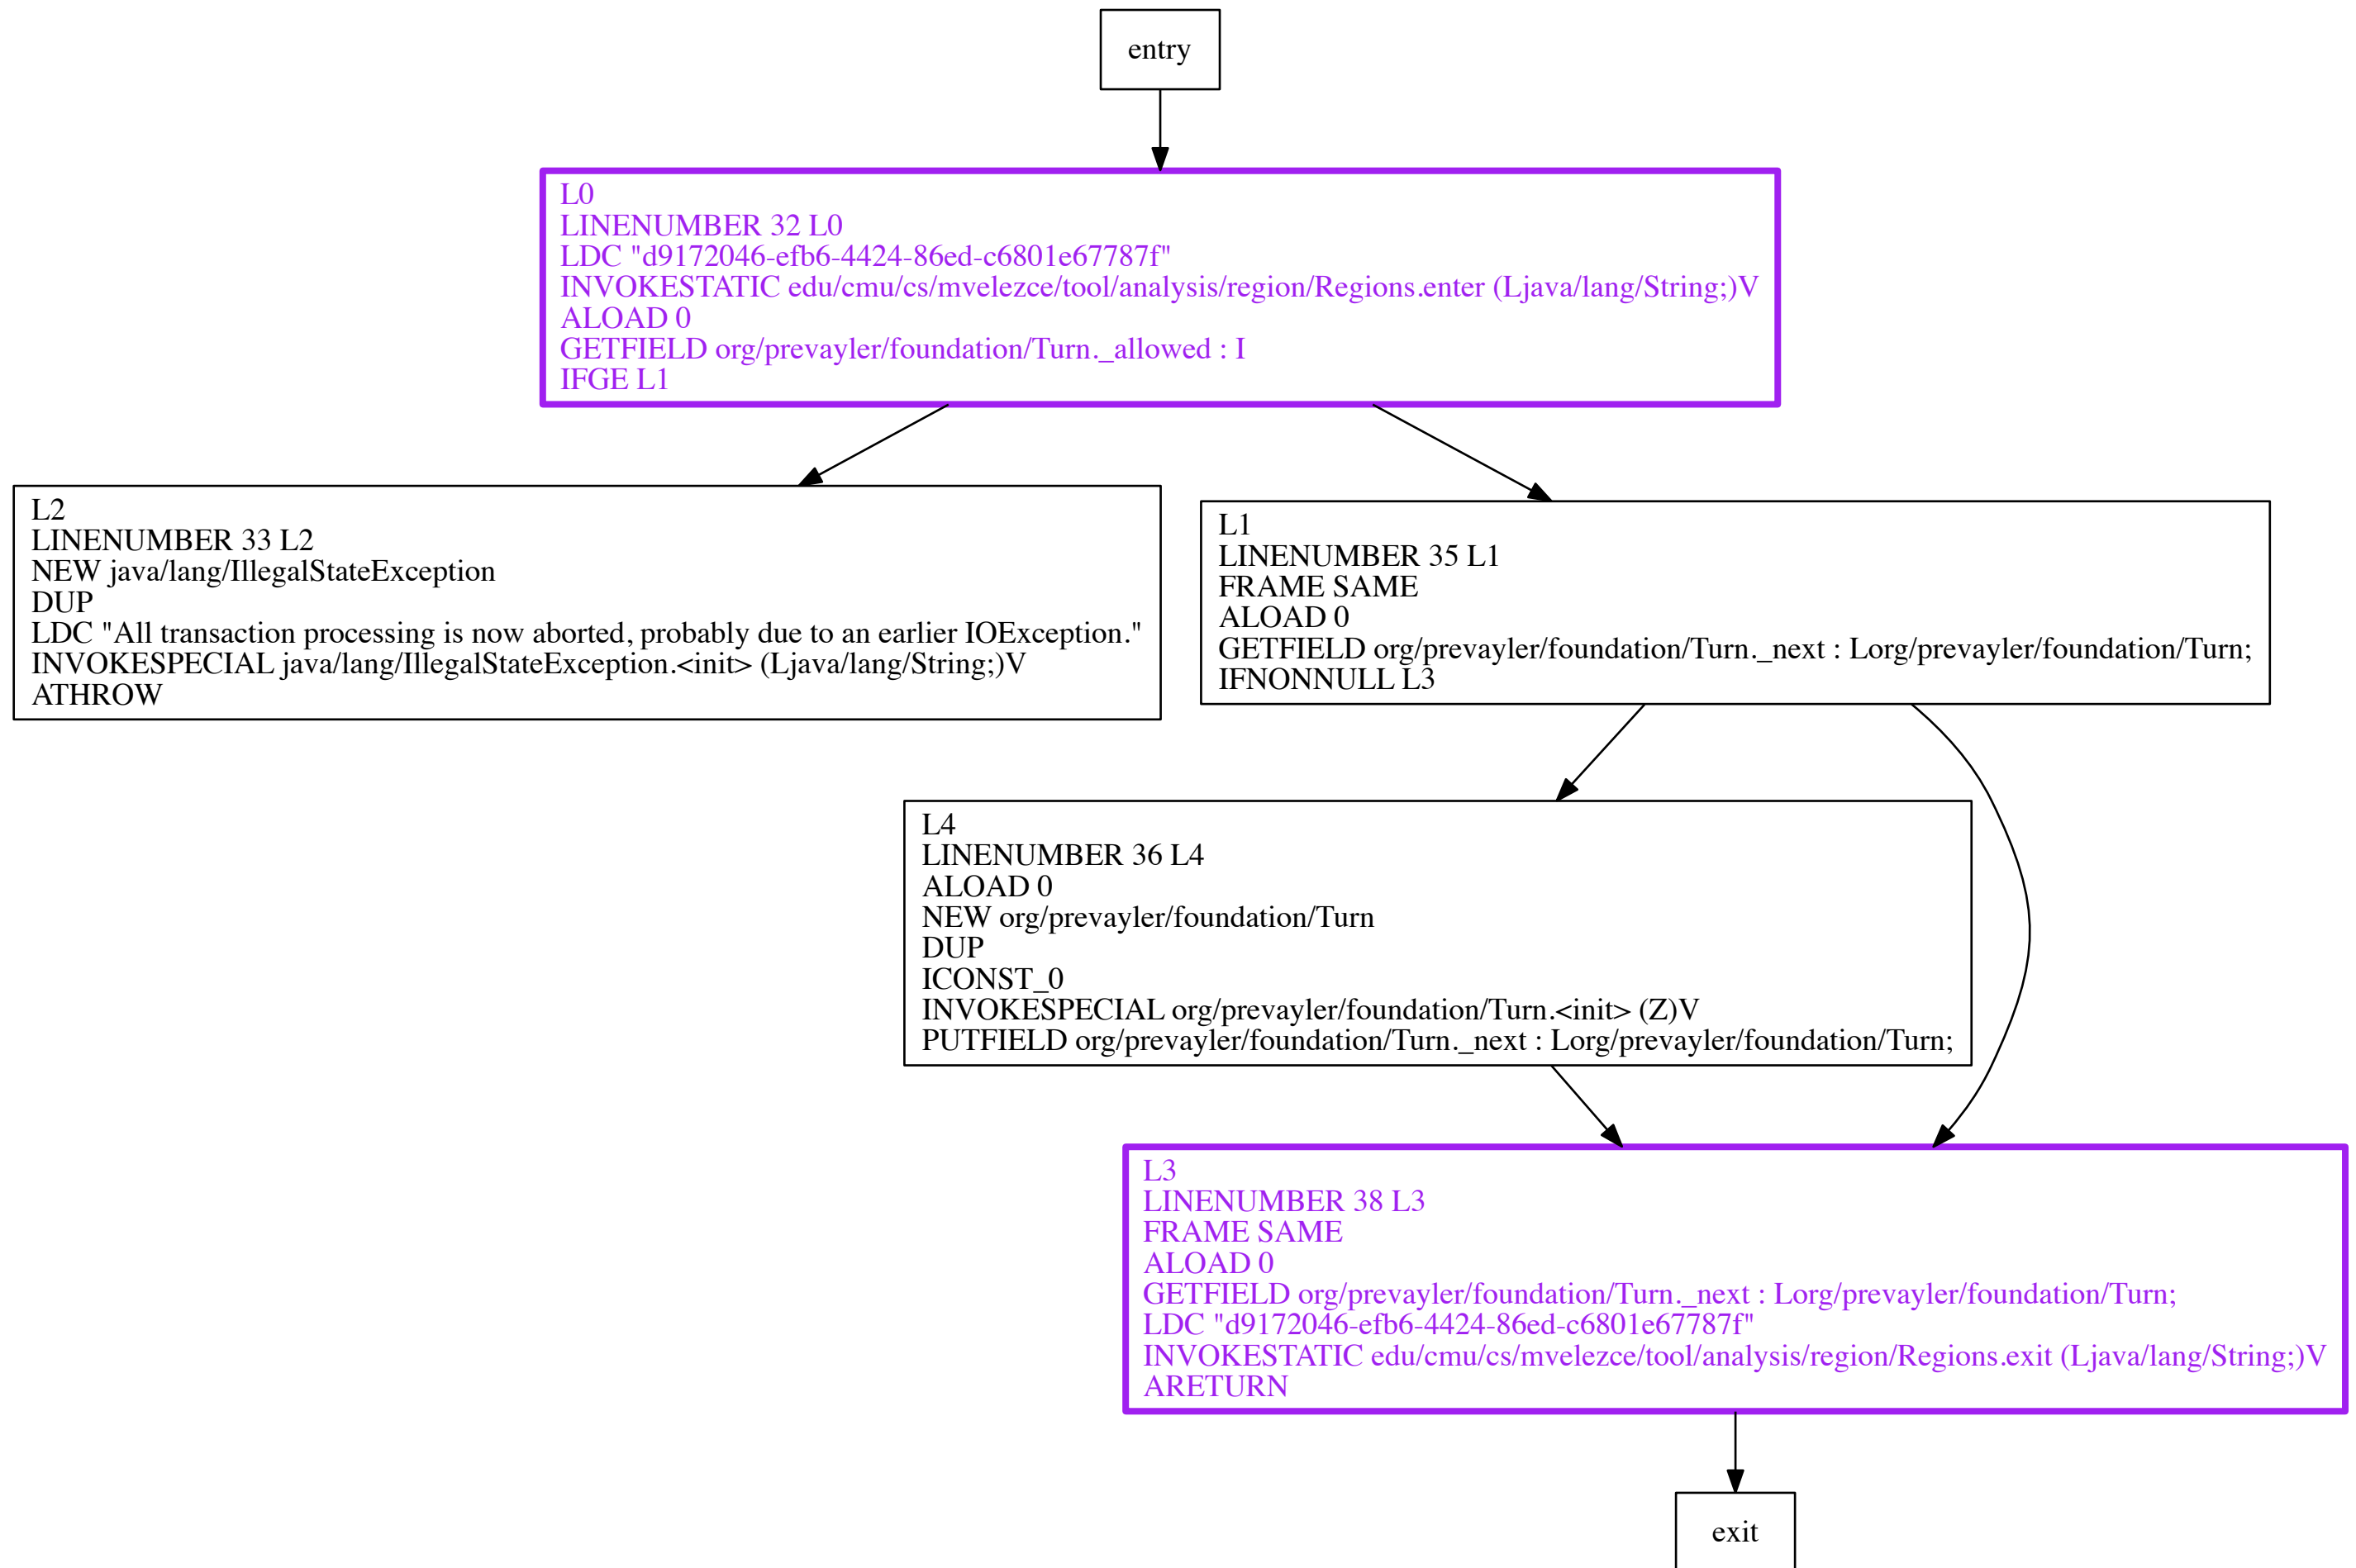 entry
L0
LINENUMBER 32 L0
LDC "d9172046-efb6-4424-86ed-c6801e67787f"
INVOKESTATIC edu/cmu/cs/mvelezce/tool/analysis/region/Regions.enter (Ljava/lang/String;)V
ALOAD 0
GETFIELD org/prevayler/foundation/Turn._allowed : I
IFGE L1
L2
LINENUMBER 33 L2
NEW java/lang/IllegalStateException
DUP
LDC "All transaction processing is now aborted, probably due to an earlier IOException."
INVOKESPECIAL java/lang/IllegalStateException.<init> (Ljava/lang/String;)V
ATHROW
L1
LINENUMBER 35 L1
FRAME SAME
ALOAD 0
GETFIELD org/prevayler/foundation/Turn._next : Lorg/prevayler/foundation/Turn;
IFNONNULL L3
L4
LINENUMBER 36 L4
ALOAD 0
NEW org/prevayler/foundation/Turn
DUP
ICONST_0
INVOKESPECIAL org/prevayler/foundation/Turn.<init> (Z)V
PUTFIELD org/prevayler/foundation/Turn._next : Lorg/prevayler/foundation/Turn;
L3
LINENUMBER 38 L3
FRAME SAME
ALOAD 0
GETFIELD org/prevayler/foundation/Turn._next : Lorg/prevayler/foundation/Turn;
LDC "d9172046-efb6-4424-86ed-c6801e67787f"
INVOKESTATIC edu/cmu/cs/mvelezce/tool/analysis/region/Regions.exit (Ljava/lang/String;)V
ARETURN
exit